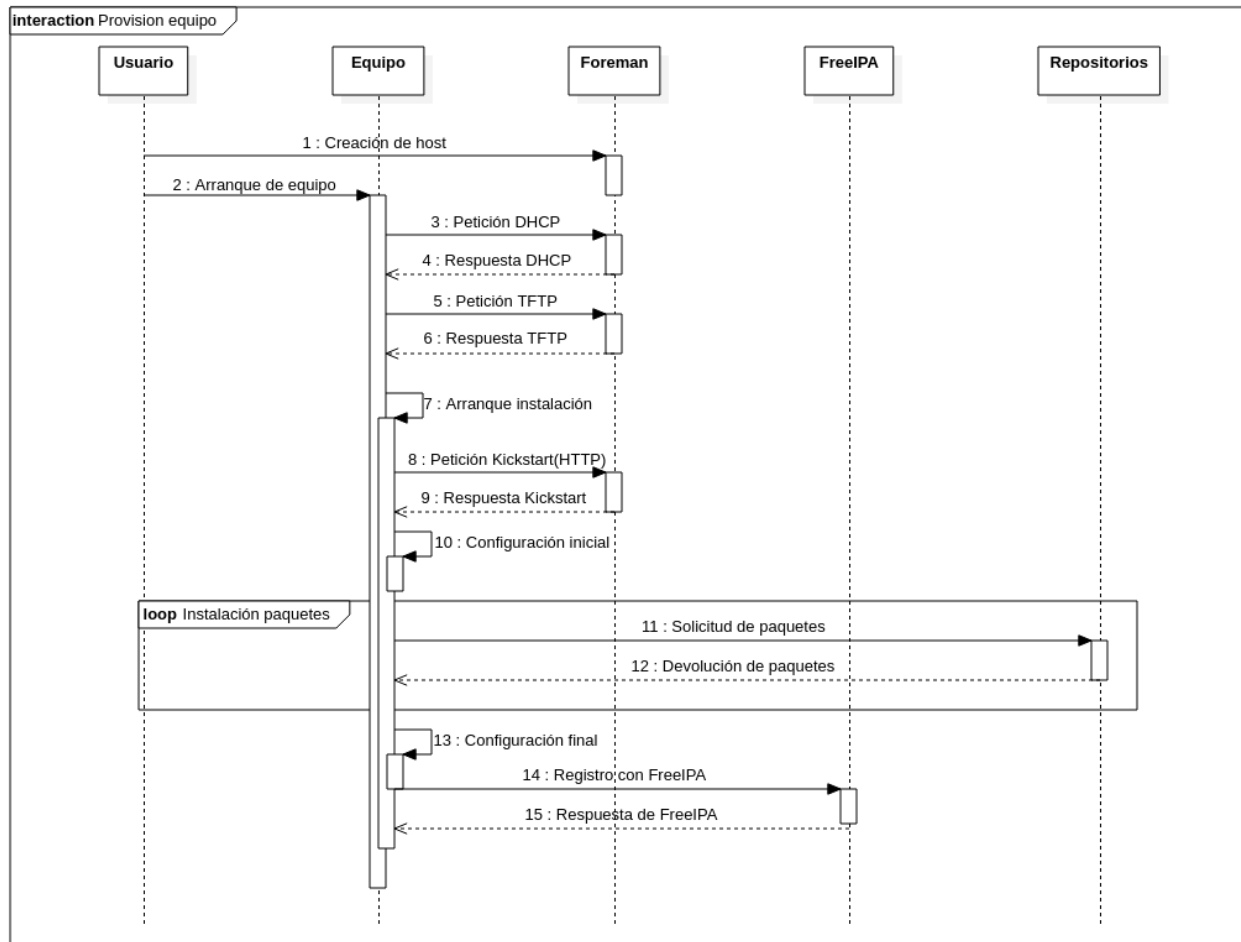 interaction Provision equipo
Usuario
Equipo
Foreman
FreeIPA
Repositorios
1 : Creación de host
2 : Arranque de equipo
3 : Petición DHCP
4 : Respuesta DHCP
5 : Petición TFTP
6 : Respuesta TFTP
7 : Arranque instalación
8 : Petición Kickstart(HTTP)
9 : Respuesta Kickstart
10 : Configuración inicial
loop Instalación paquetes
11 : Solicitud de paquetes
12 : Devolución de paquetes
13 : Configuración final
14 : Registro con FreeIPA
15 : Respuesta de FreeIPA